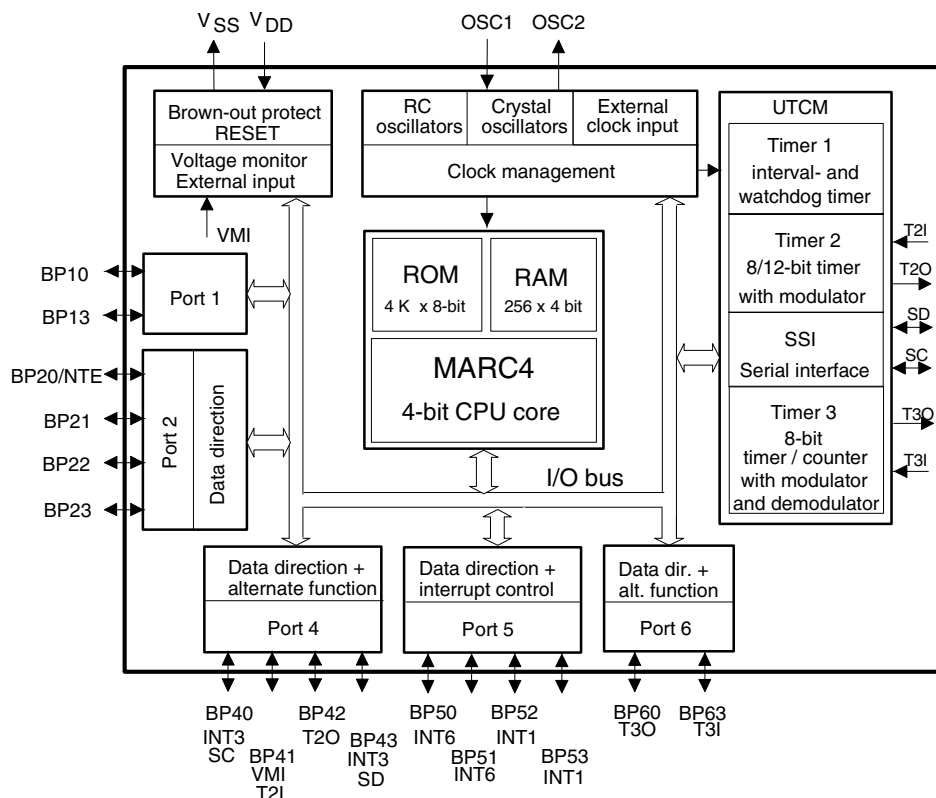 VSS
VDD
OSC1
OSC2
Brown-out protect
RESET
Voltage monitor
External input
VMI
RC
oscillators
Crystal
oscillators
External
clock input
Clock management
UTCM
Timer 1
interval- and
watchdog timer
Timer 2
8/12-bit timer
with modulator
SSI
Serial interface
Timer 3
8-bit
timer / counter
with modulator
and demodulator
T2I
T2O
SD
SC
T3O
T3I
ROM
4 K x 8-bit
RAM
256 x 4 bit
MARC4
4-bit CPU core
I/O bus
BP10
BP13
Port 1
BP20/NTE
BP21
BP22
BP23
Port 2
Data direction
Data direction +
alternate function
Port 4
Data direction +
interrupt control
Port 5
Data dir. +
alt. function
Port 6
BP40
INT3
SC
BP41
VMI
T2I
BP42
T2O
BP43
INT3
SD
BP50
INT6
BP51
INT6
BP52
INT1
BP53
INT1
BP60
T3O
BP63
T3I